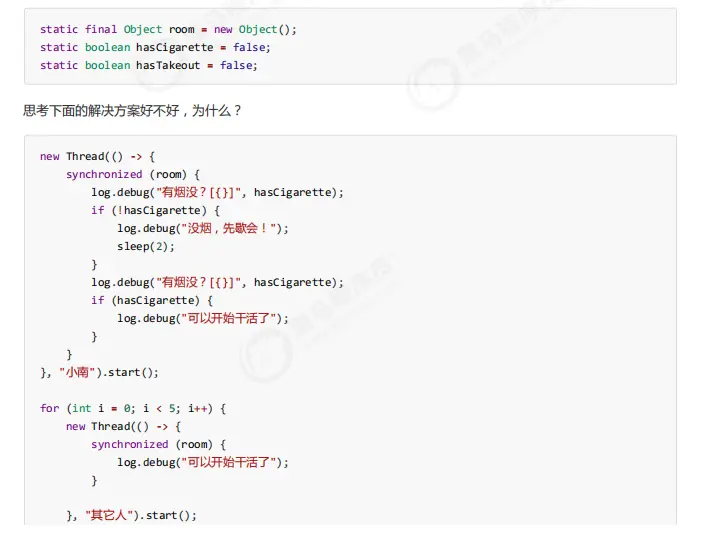 static final Object room = new Object();
static boolean hasCigarette = false;
static boolean hasTakeout = false;
思考下面的解决方案好不好，为什么？
new Thread(() -> {
    synchronized (room) {
        log.debug("有烟没？[{}]", hasCigarette);
        if (!hasCigarette) {
            log.debug("没烟，先歇会！");
            sleep(2);
        }
        log.debug("有烟没？[{}]", hasCigarette);
        if (hasCigarette) {
            log.debug("可以开始干活了");
        }
    }
}, "小南").start();
for (int i = 0; i < 5; i++) {
    new Thread(() -> {
        synchronized (room) {
            log.debug("可以开始干活了");
        }
    }, "其它人").start();